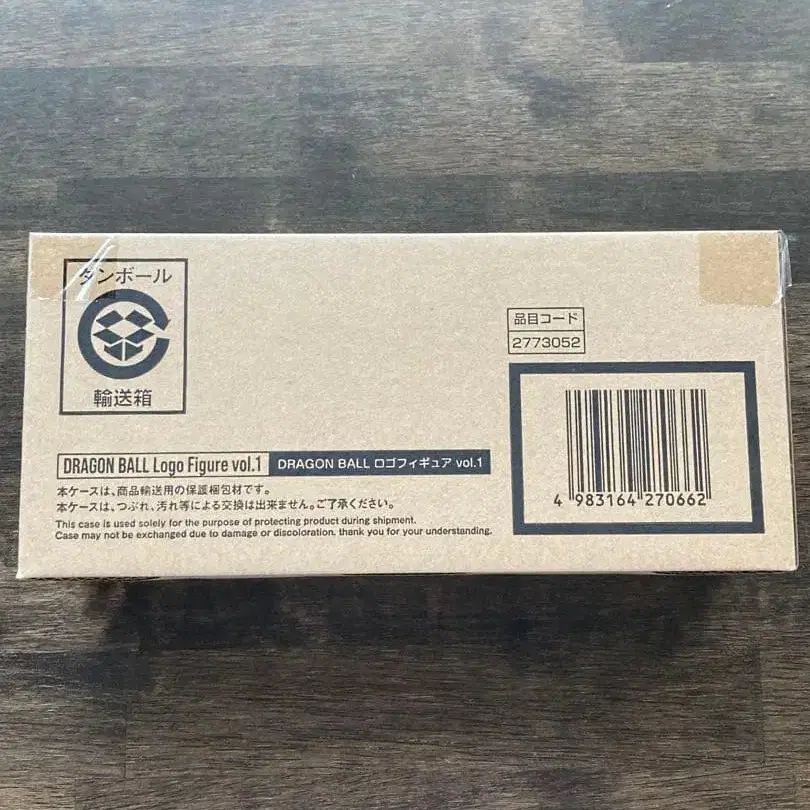 ダンボール
輸送箱
品目コード
2773052
DRAGON BALL Logo Figure vol.1
DRAGON BALL ロゴフィギュア vol.1
本ケースは、商品輸送用の保護梱包材です。
本ケースは、つぶれ、汚れ等による交換は出来ません。ご了承ください。
This case is used solely for the purpose of protecting product during shipment.
Case may not be exchanged due to damage or discoloration. thank you for your understanding.
4 983164 270662